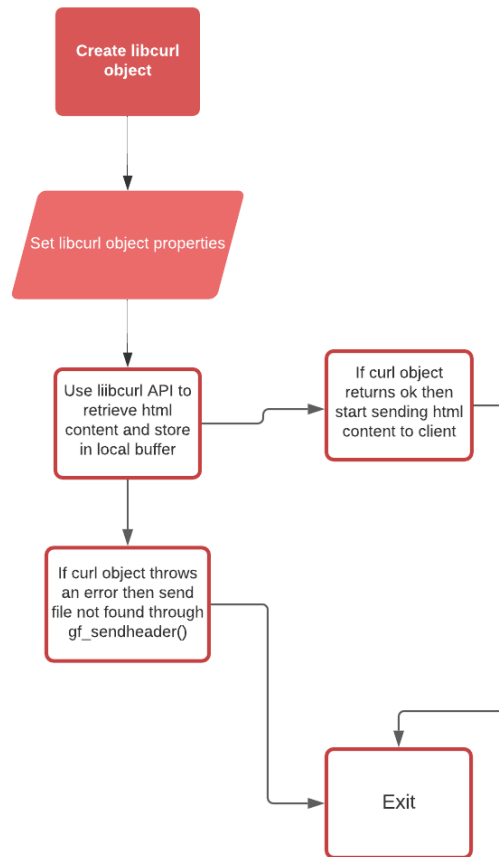 Create libcurl
object
Set libcurl object properties
Use liibcurl API to
retrieve html
content and store
in local buffer
If curl object
returns ok then
start sending html
content to client
If curl object throws
an error then send
file not found through
gf_sendheader()
Exit